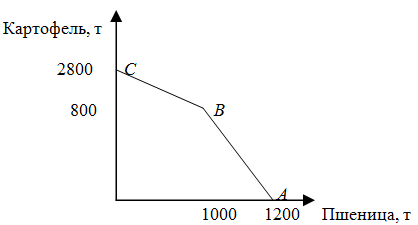 Картофель, т
2800 C
800 B
A
1000 1200 Пшеница, т